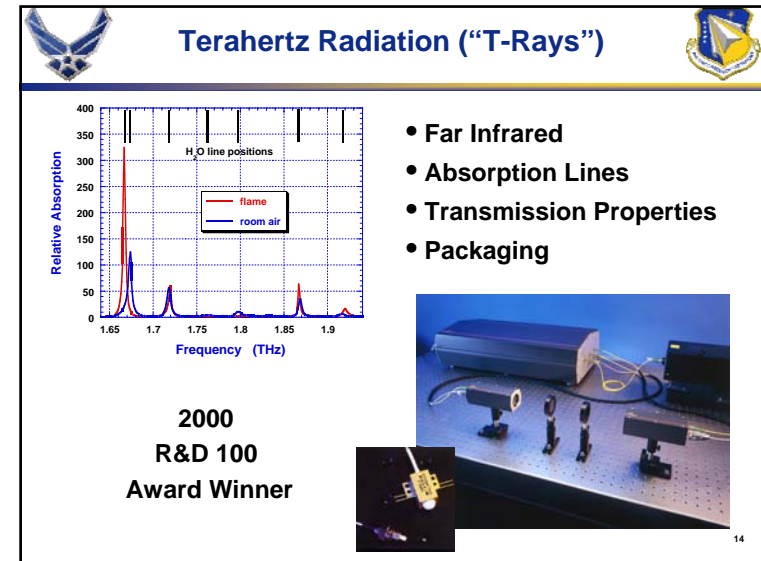 Terahertz Radiation (“T-Rays”)
400
350
300
250
200
150
100
50
0
Relative Absorption
H2O line positions
flame
room air
1.65 1.7 1.75 1.8 1.85 1.9
Frequency (THz)
• Far Infrared
• Absorption Lines
• Transmission Properties
• Packaging
2000
R&D 100
Award Winner
14